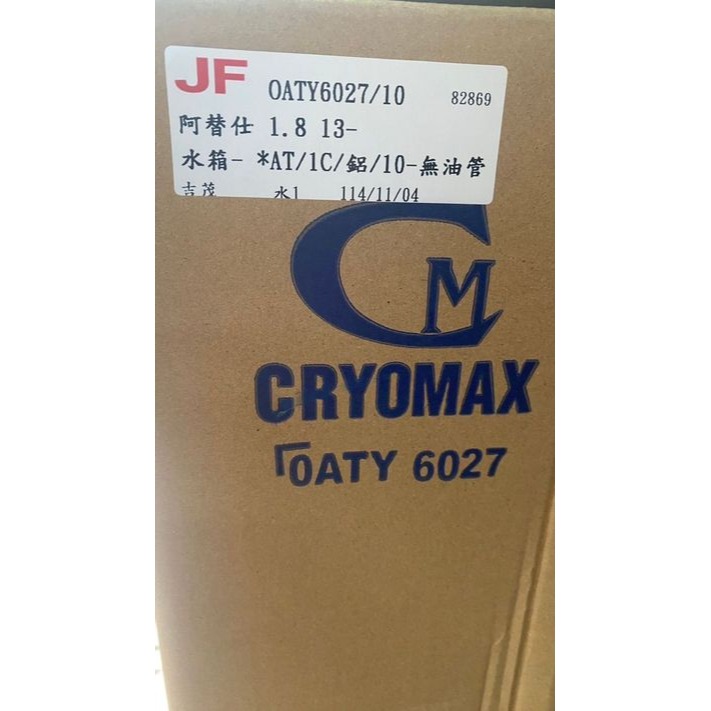 JF OATY6027/10 82869
阿替仕 1.8 13-
水箱- *AT/1C/鋁/10-無油管
吉茂 水1 114/11/04
CM
CRYOMAX
OATY 6027